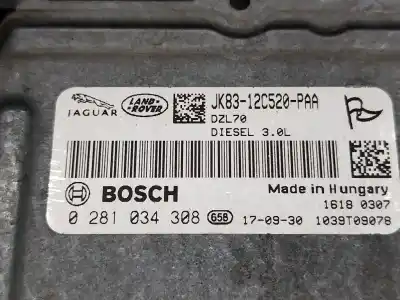 JAGUAR
LAND-
ROVER
JK83-12C520-PAA
DZL70
DIESEL 3.0L
BOSCH
Made in Hungary
1618 0307
0 281 034 308 658 17-09-30 1039T09078